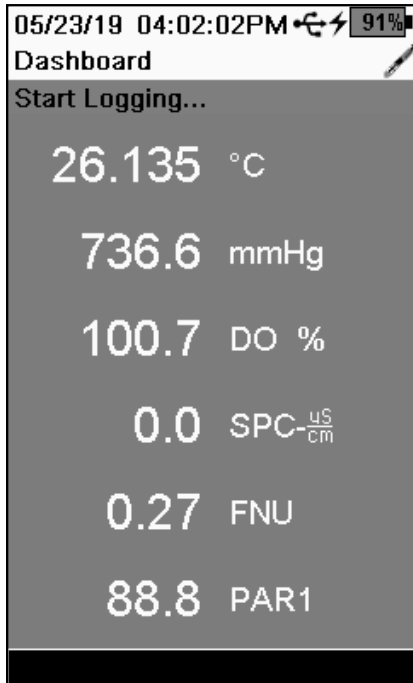 05/23/19 04:02:02PM 91%
Dashboard
Start Logging...
26.135 °C
736.6 mmHg
100.7 DO %
0.0 SPC-uS/cm
0.27 FNU
88.8 PAR1